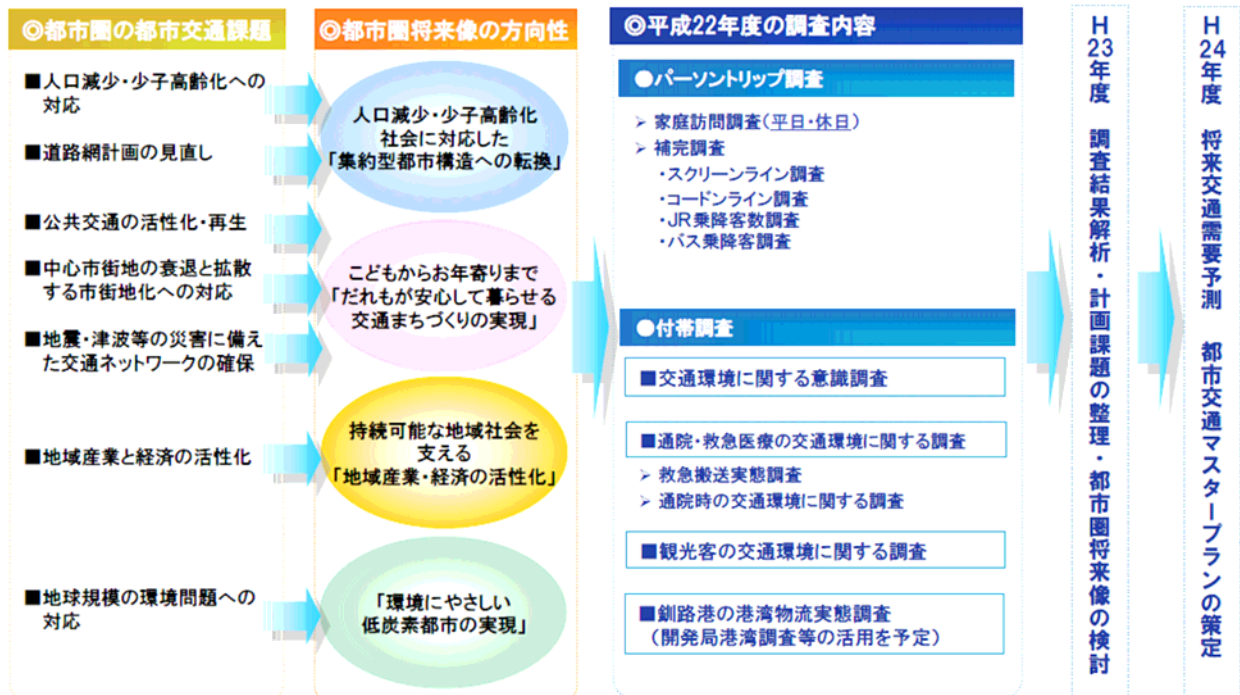 ◎都市圏の都市交通課題
■人口減少・少子高齢化への
対応
■道路網計画の見直し
■公共交通の活性化・再生
■中心市街地の衰退と拡散
する市街地化への対応
■地震・津波等の災害に備え
た交通ネットワークの確保
■地域産業と経済の活性化
■地球規模の環境問題への
対応
◎都市圏将来像の方向性
人口減少・少子高齢化
社会に対応した
「集約型都市構造への転換」
こどもからお年寄りまで
「だれもが安心して暮らせる
交通まちづくりの実現」
持続可能な地域社会を
支える
「地域産業・経済の活性化」
「環境にやさしい
低炭素都市の実現」
◎平成22年度の調査内容
●パーソントリップ調査
➢ 家庭訪問調査(平日・休日)
➢ 補完調査
・スクリーンライン調査
・コードンライン調査
・JR乗降客数調査
・バス乗降客調査
●付帯調査
■交通環境に関する意識調査
■通院・救急医療の交通環境に関する調査
➢ 救急搬送実態調査
➢ 通院時の交通環境に関する調査
■観光客の交通環境に関する調査
■釧路港の港湾物流実態調査
（開発局港湾調査等の活用を予定）
H23年度 調査結果解析・計画課題の整理・都市圏将来像の検討
H24年度 将来交通需要予測 都市交通マスタープランの策定